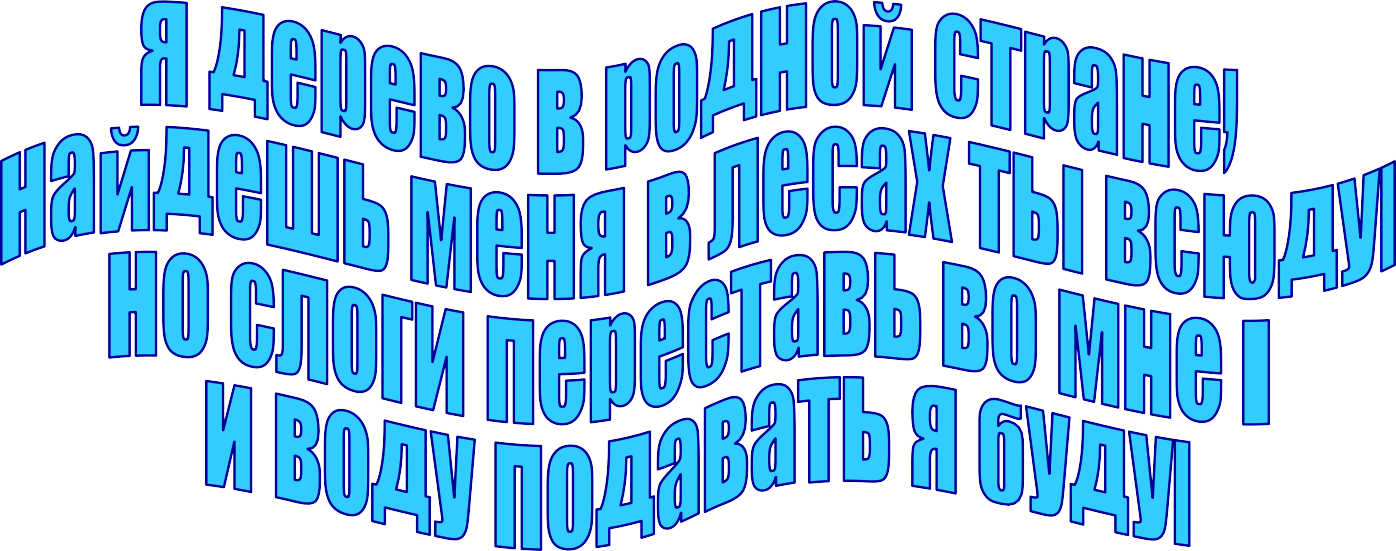 я дерево в родной стране,
найдешь меня в лесах ты всюду|
но слоги переставь во мне |
и воду подавать я буду|